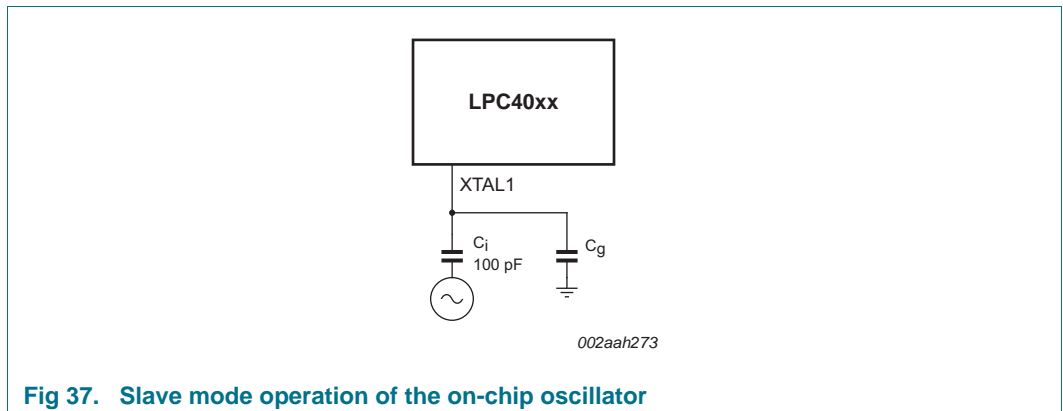 LPC40xx
XTAL1
Ci
100 pF
Cg
002aah273
Fig 37. Slave mode operation of the on-chip oscillator